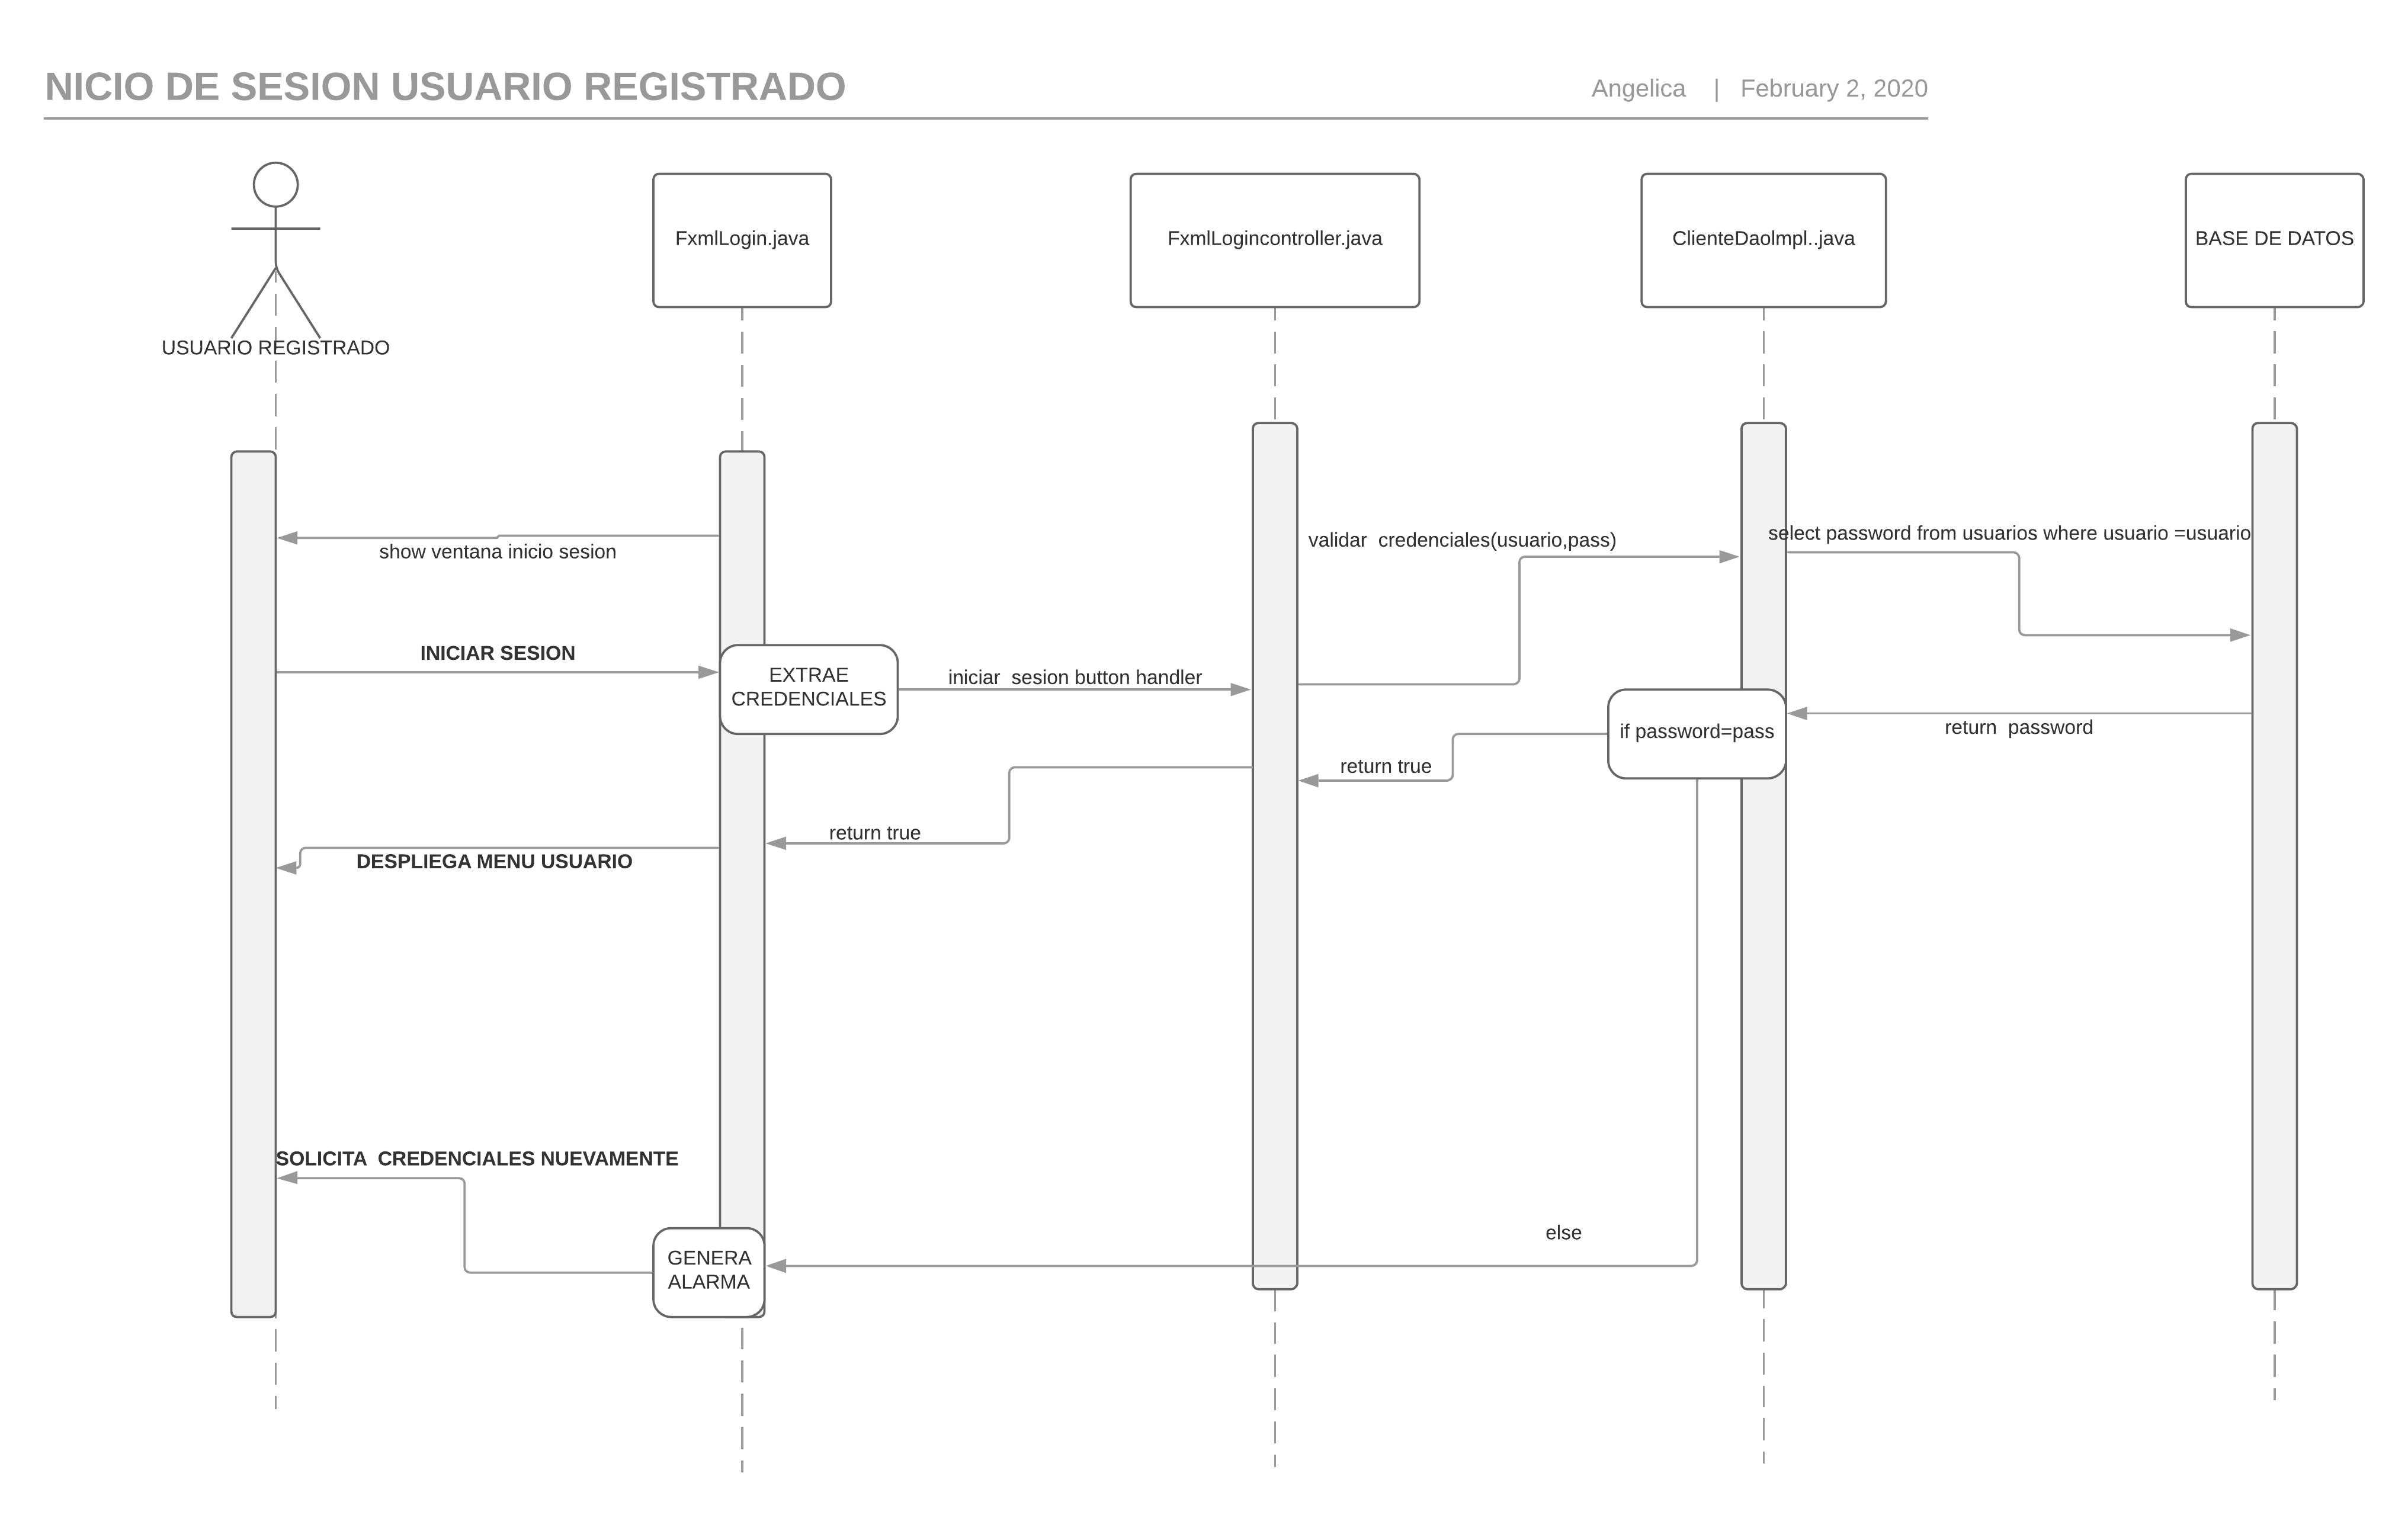 NICIO DE SESION USUARIO REGISTRADO
Angelica | February 2, 2020
FxmlLogin.java
FxmlLogincontroller.java
ClienteDaoImpl..java
BASE DE DATOS
USUARIO REGISTRADO
select password from usuarios where usuario =usuario
validar credenciales(usuario,pass)
show ventana inicio sesion
INICIAR SESION
EXTRAE
CREDENCIALES
iniciar sesion button handler
return password
if password=pass
return true
return true
DESPLIEGA MENU USUARIO
SOLICITA CREDENCIALES NUEVAMENTE
else
GENERA
ALARMA